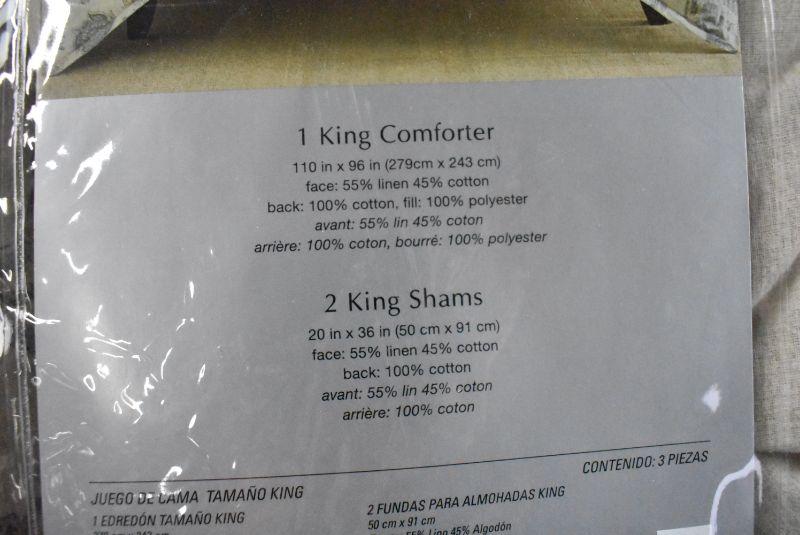 1 King Comforter
110 in x 96 in (279cm x 243 cm)
face: 55% linen 45% cotton
back: 100% cotton, fill: 100% polyester
avant: 55% lin 45% coton
arrière: 100% coton, bourré: 100% polyester
2 King Shams
20 in x 36 in (50 cm x 91 cm)
face: 55% linen 45% cotton
back: 100% cotton
avant: 55% lin 45% coton
arrière: 100% coton
CONTENIDO: 3 PIEZAS
JUEGO DE CAMA TAMAÑO KING
1 EDREDÓN TAMAÑO KING
2 FUNDAS PARA ALMOHADAS KING
50 cm x 91 cm
55% Lino 45% Algodón